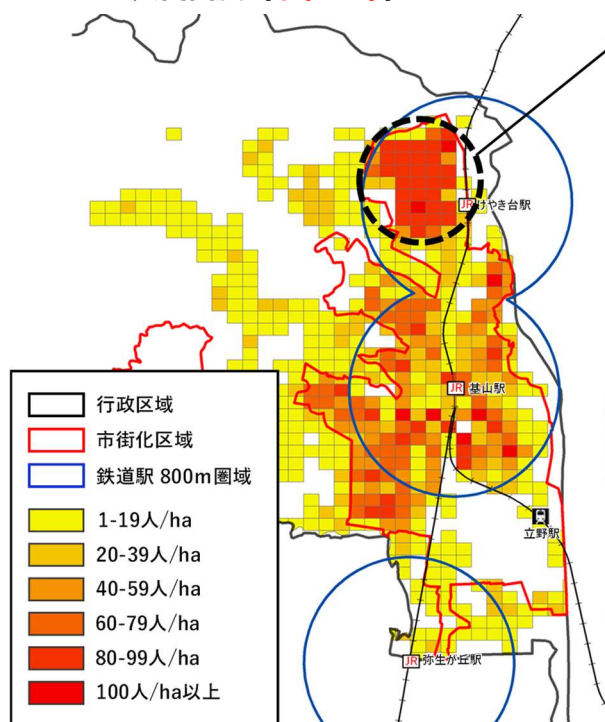 JR けやき台駅
JR 基山駅
立野駅
JR 弥生が丘駅
行政区域
市街化区域
鉄道駅 800m圏域
1-19人/ha
20-39人/ha
40-59人/ha
60-79人/ha
80-99人/ha
100人/ha以上